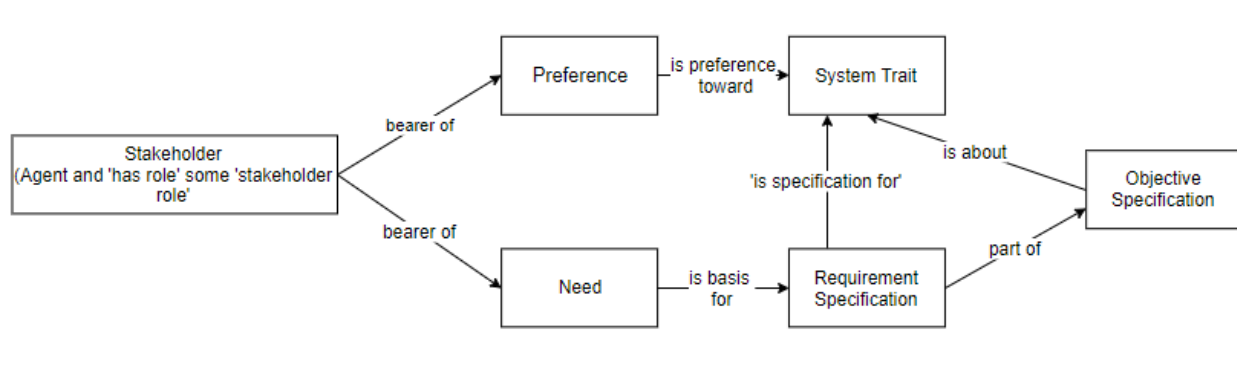 Preference
is preference
toward
System Trait
bearer of
Stakeholder
(Agent and 'has role' some 'stakeholder
role'
is about
'is specification for'
Objective
Specification
bearer of
part of
Need
is basis
for
Requirement
Specification